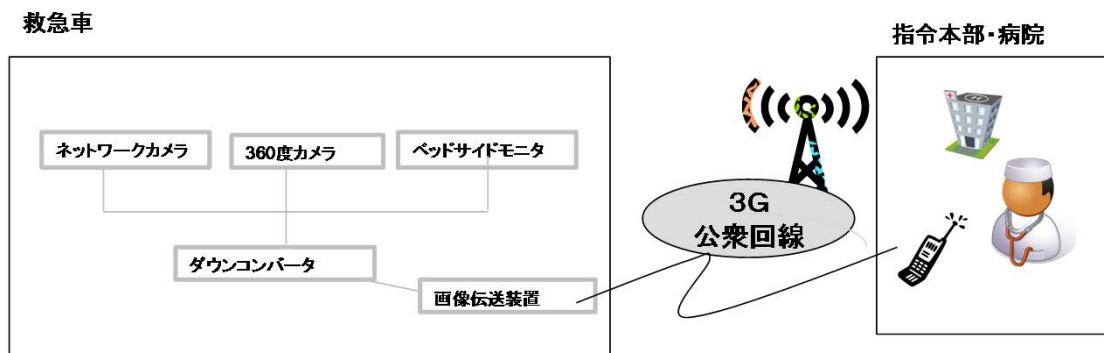 救急車
指令本部・病院
ネットワークカメラ
360度カメラ
ベッドサイドモニタ
3G
公衆回線
ダウンコンバータ
画像伝送装置
H